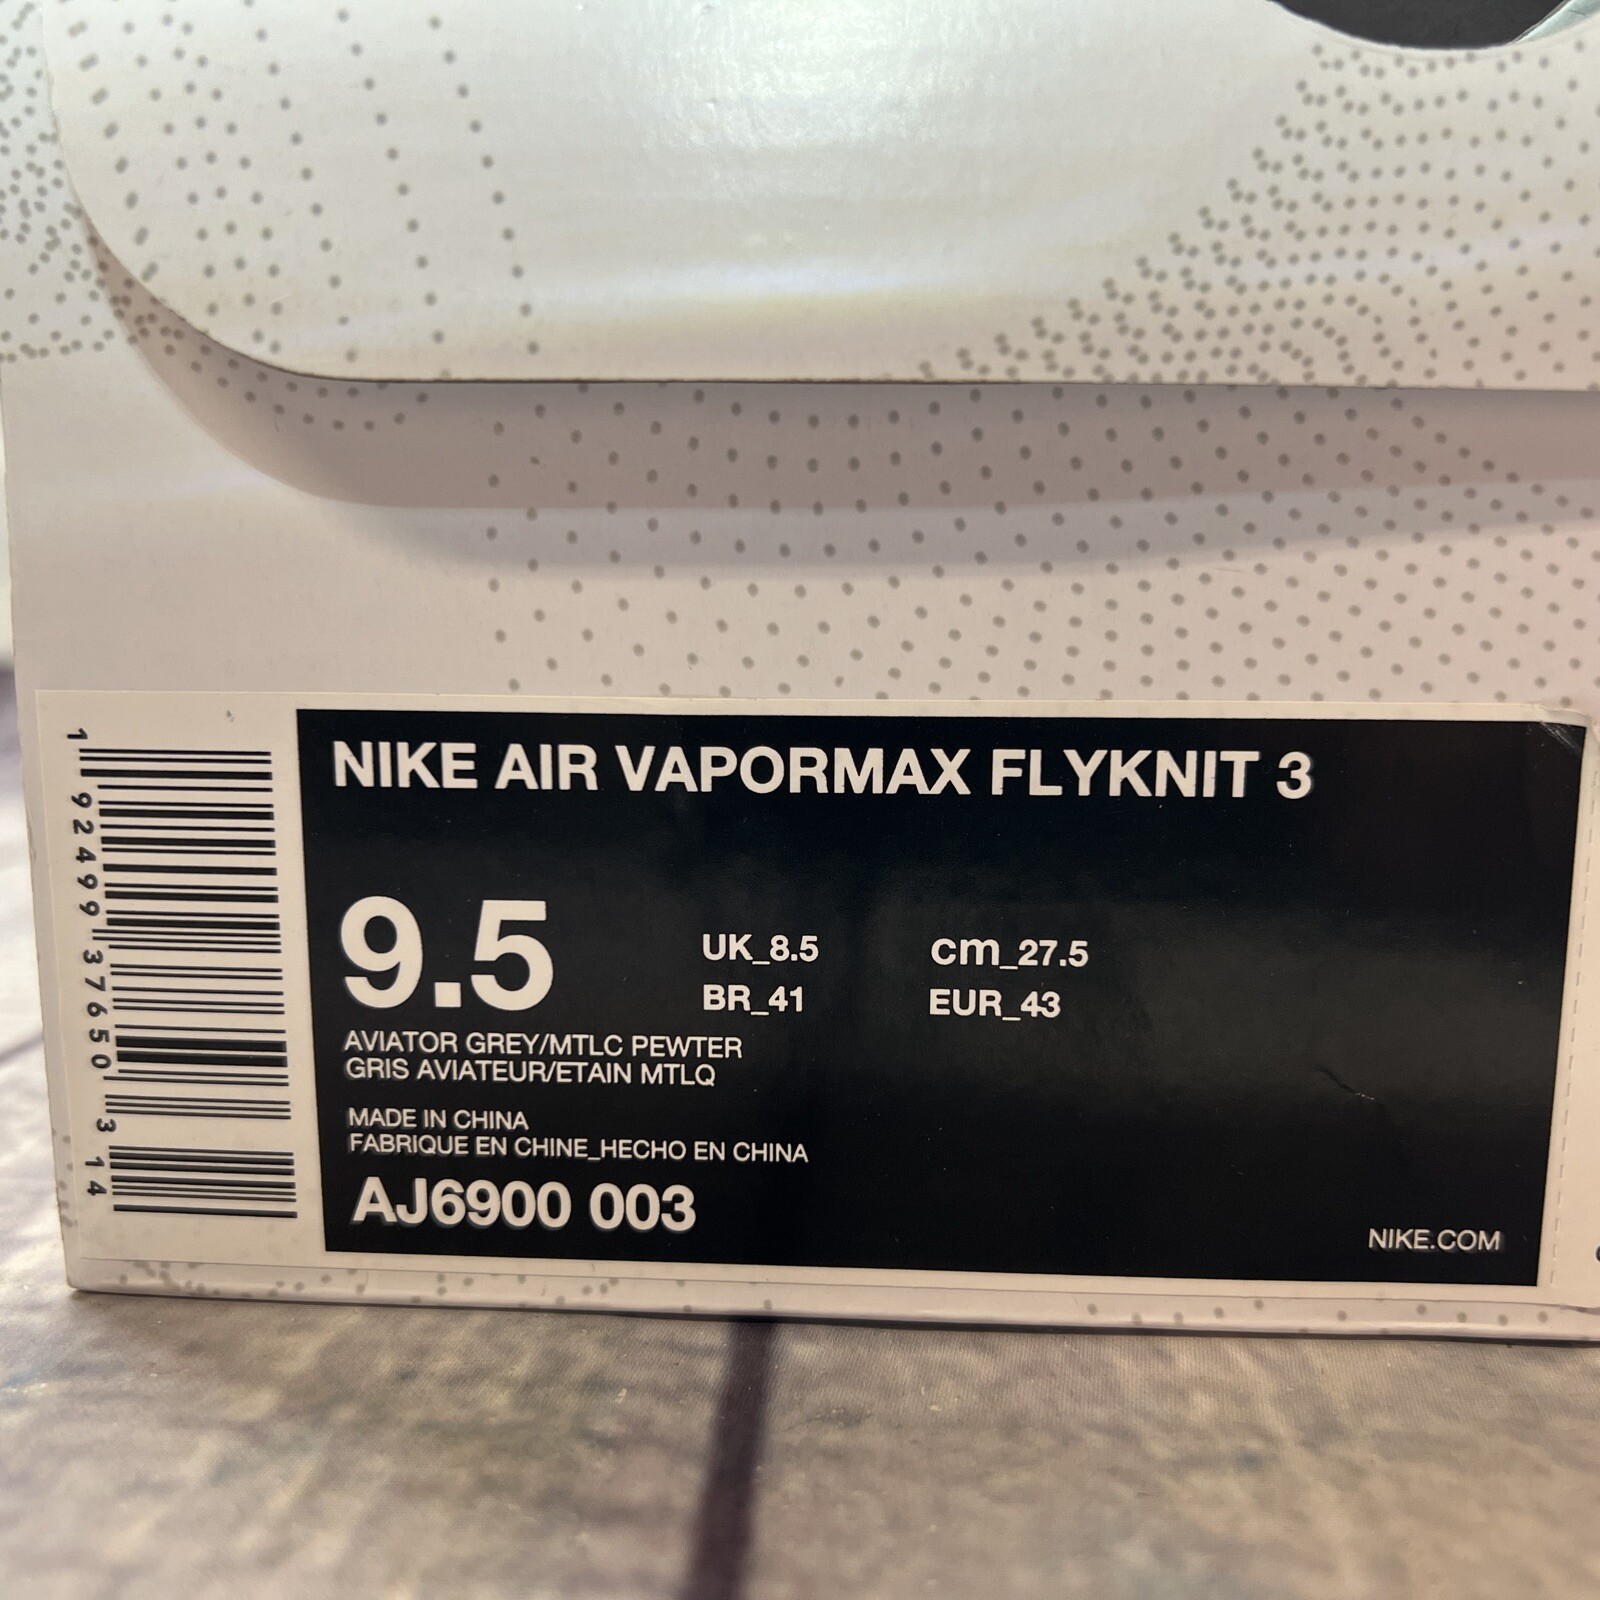 NIKE AIR VAPORMAX FLYKNIT 3
9.5
UK_8.5 cm_27.5
BR_41 EUR_43
AVIATOR GREY/MTLC PEWTER
GRIS AVIATEUR/ETAIN MTLQ
MADE IN CHINA
FABRIQUE EN CHINE_HECHO EN CHINA
AJ6900 003
NIKE.COM
1 92499 37650 3 14